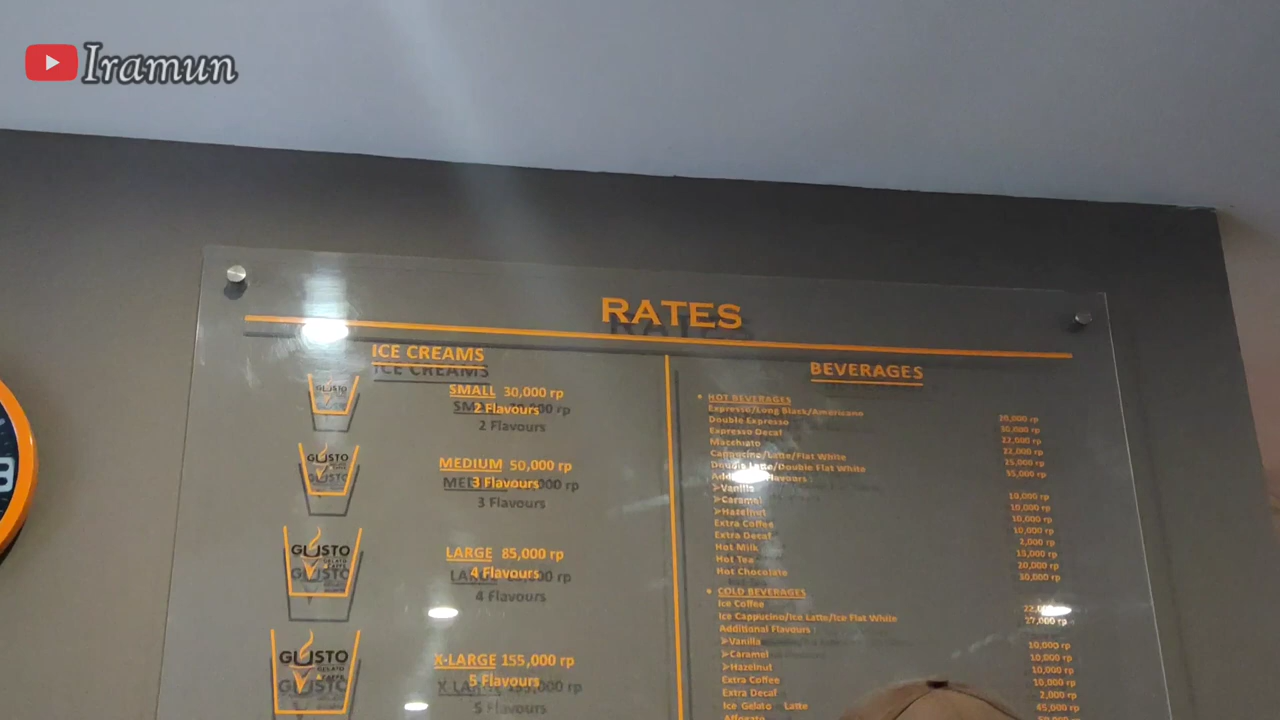 Iramun
RATES
ICE CREAMS
GUSTO
SMALL 30,000 rp
2 Flavours
GUSTO
MEDIUM 50,000 rp
3 Flavours
GUSTO
LARGE 85,000 rp
4 Flavours
GUSTO
GELATO
X-LARGE 155,000 rp
5 Flavours
BEVERAGES
• HOT BEVERAGES
Expresso/Long Black/Americano 20,000 rp
Double Expresso 30,000 rp
Expresso Decaf 22,000 rp
Macchiato 22,000 rp
Cappucino/Latte/Flat White 25,000 rp
Double Latte/Double Flat White 35,000 rp
Additional Flavours :
➢Vanilla 10,000 rp
➢Caramel 10,000 rp
➢Hazelnut 10,000 rp
Extra Coffee 10,000 rp
Extra Decaf 2,000 rp
Hot Milk 15,000 rp
Hot Tea 20,000 rp
Hot Chocolate 30,000 rp
• COLD BEVERAGES
Ice Coffee
Ice Cappucino/Ice Latte/Ice Flat White 27,000 rp
Additional Flavours
➢Vanilla 10,000 rp
➢Caramel 10,000 rp
➢Hazelnut 10,000 rp
Extra Coffee 10,000 rp
Extra Decaf 2,000 rp
Ice Gelato Latte 45,000 rp